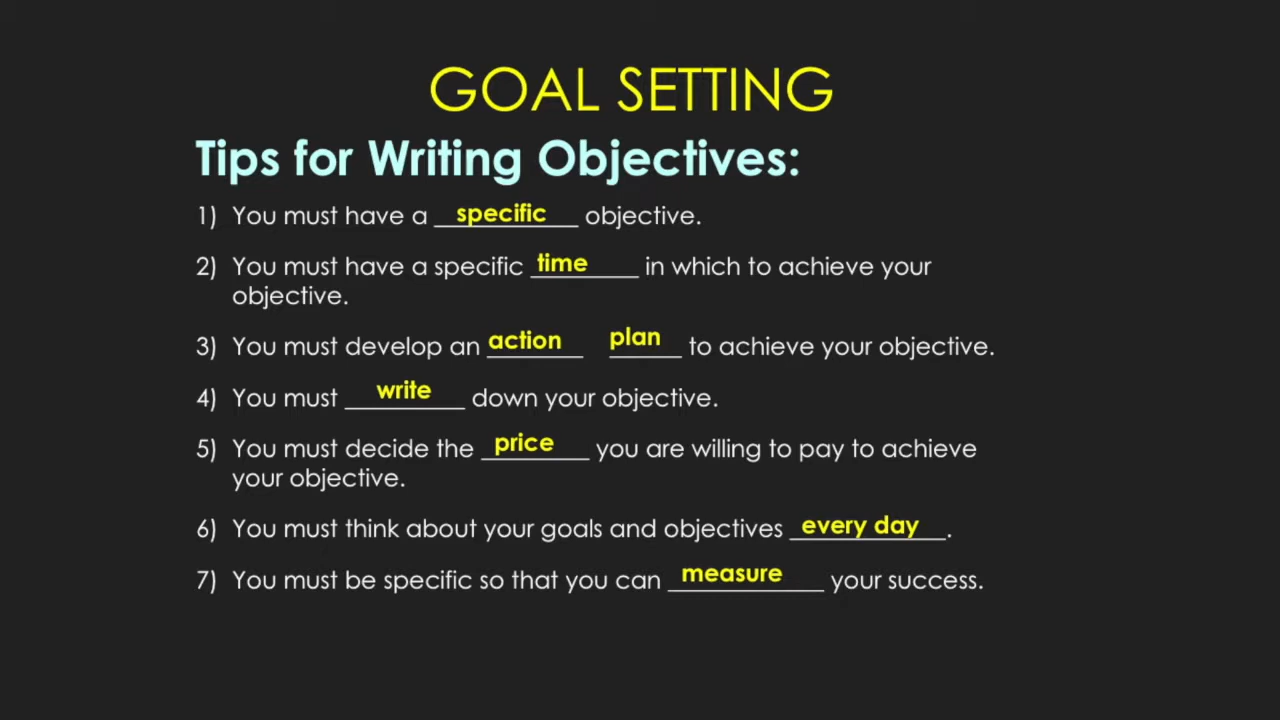 GOAL SETTING
Tips for Writing Objectives:
1) You must have a specific objective.
2) You must have a specific time in which to achieve your
objective.
3) You must develop an action plan to achieve your objective.
4) You must write down your objective.
5) You must decide the price you are willing to pay to achieve
your objective.
6) You must think about your goals and objectives every day.
7) You must be specific so that you can measure your success.